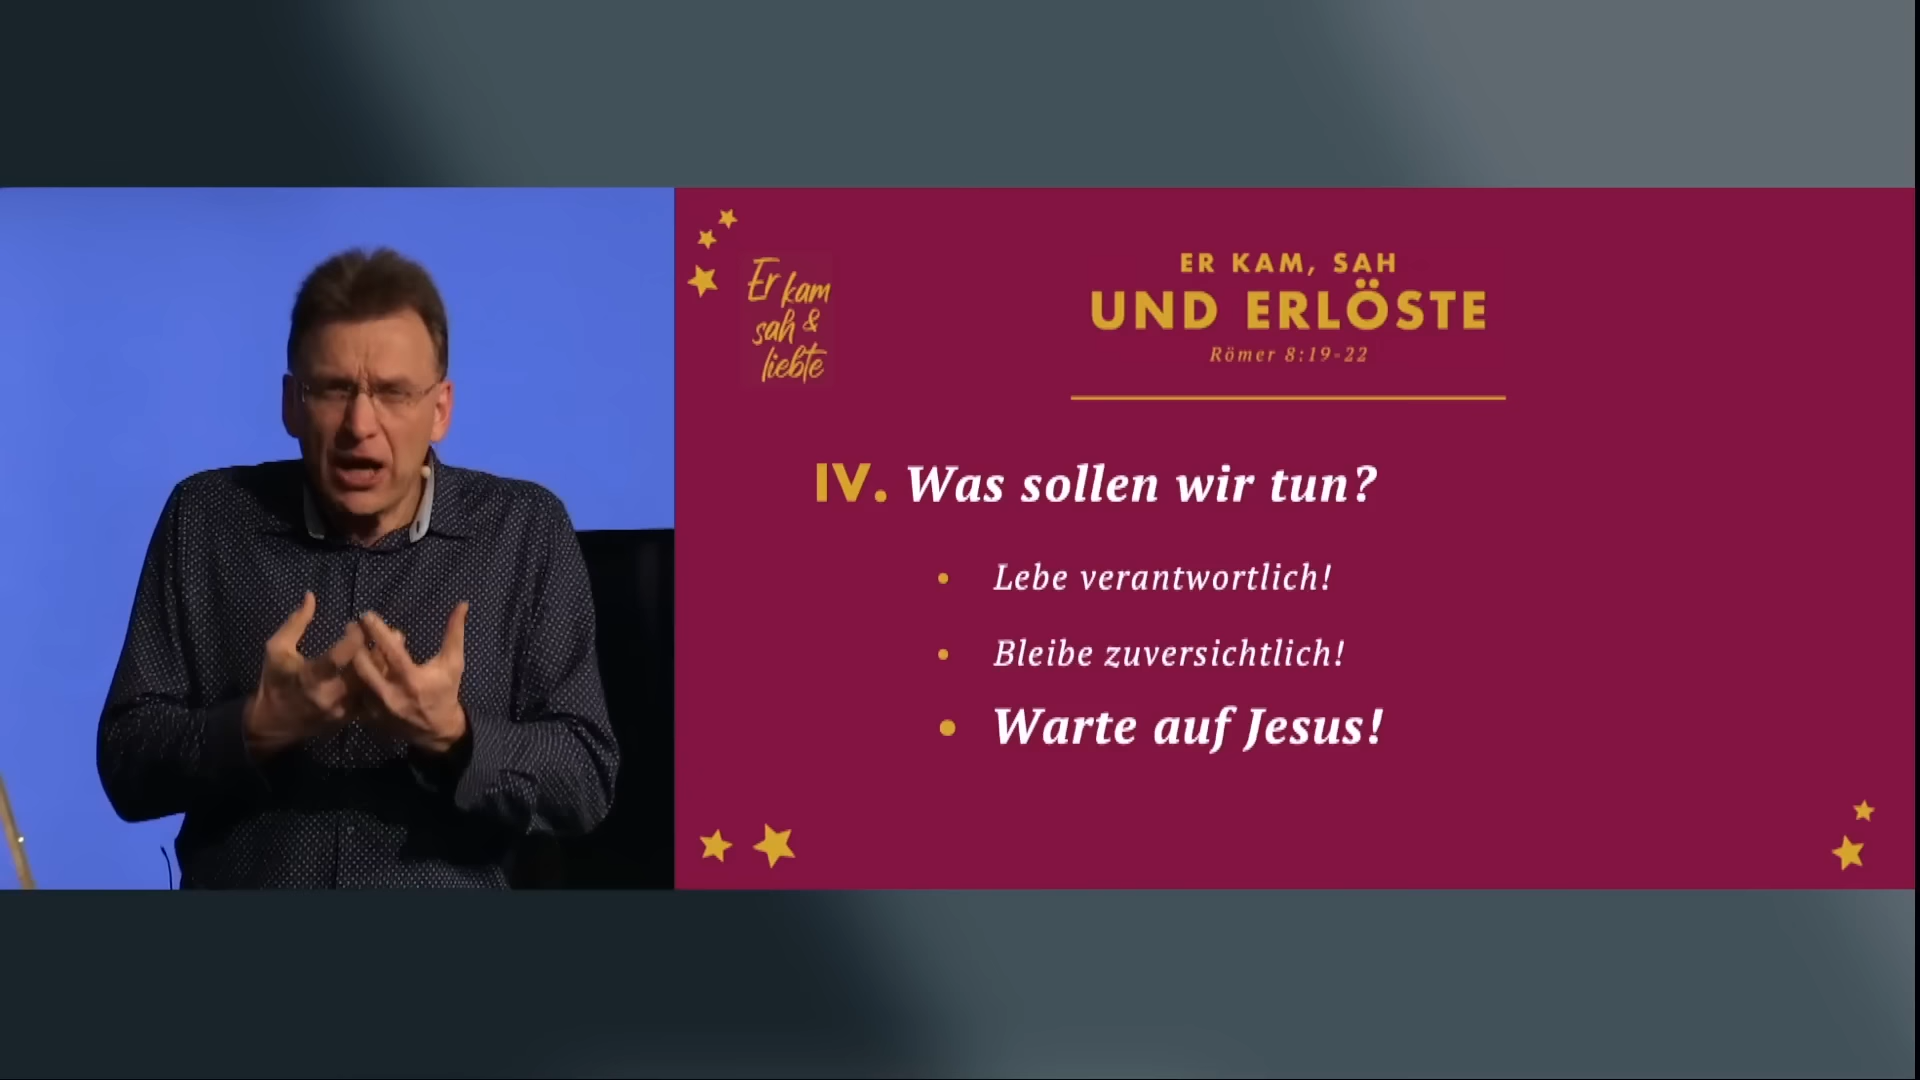 Er kam
sah &
liebte
ER KAM, SAH
UND ERLÖSTE
Römer 8:19-22
IV. Was sollen wir tun?
• Lebe verantwortlich!
• Bleibe zuversichtlich!
• Warte auf Jesus!